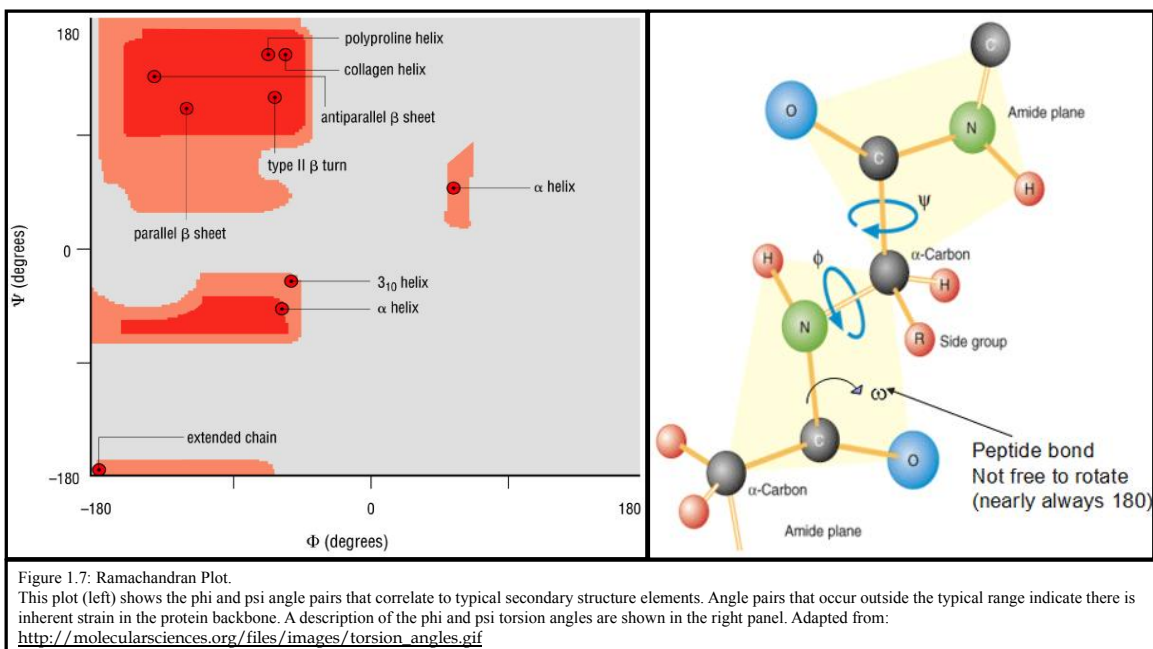 180
polyproline helix
collagen helix
antiparallel β sheet
type II β turn
α helix
parallel β sheet
0
3₁₀ helix
α helix
extended chain
−180
−180
0
180
Ψ (degrees)
Φ (degrees)
C
O
Amide plane
N
C
H
ψ
α-Carbon
H
ϕ
H
N
R
Side group
ω
C
O
α-Carbon
Amide plane
Peptide bond
Not free to rotate
(nearly always 180)
Figure 1.7: Ramachandran Plot.
This plot (left) shows the phi and psi angle pairs that correlate to typical secondary structure elements. Angle pairs that occur outside the typical range indicate there is
inherent strain in the protein backbone. A description of the phi and psi torsion angles are shown in the right panel. Adapted from:
http://molecularsciences.org/files/images/torsion_angles.gif